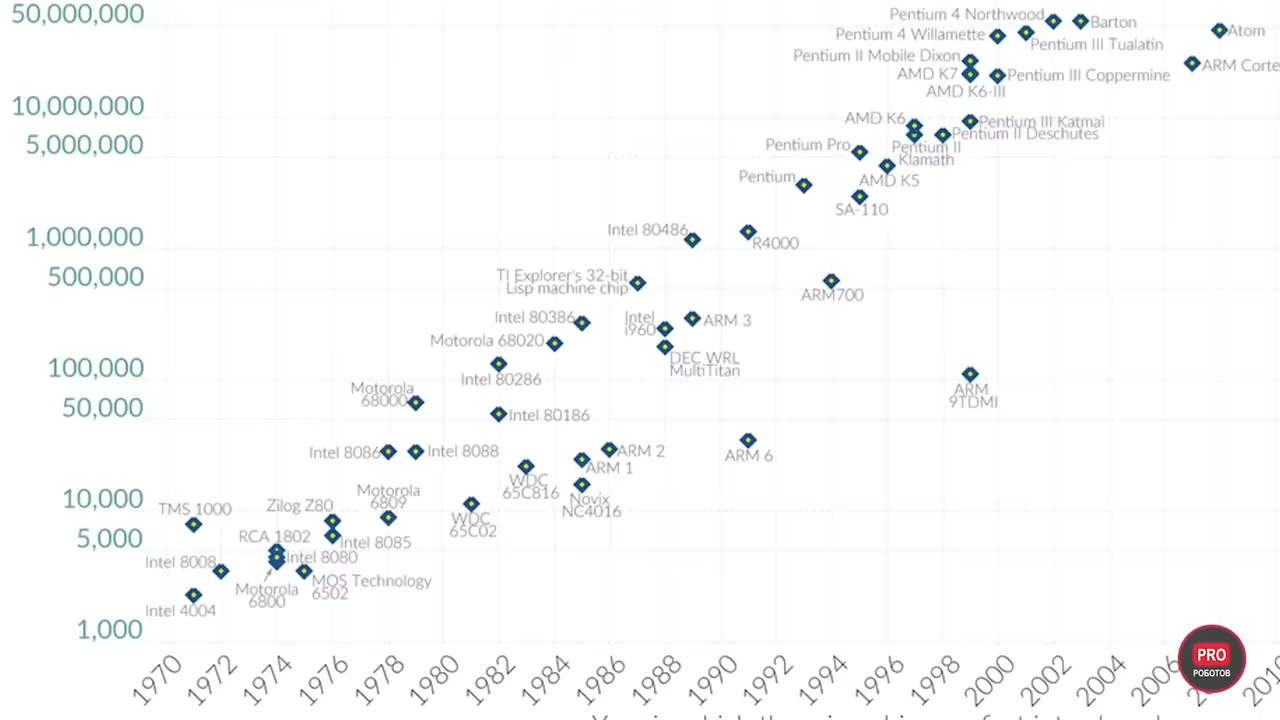 50,000,000
10,000,000
5,000,000
1,000,000
500,000
100,000
50,000
10,000
5,000
1,000
Pentium 4 Northwood
Barton
Atom
Pentium 4 Willamette
Pentium III Tualatin
Pentium II Mobile Dixon
ARM Corte
AMD K7
Pentium III Coppermine
AMD K6-III
AMD K6
Pentium III Katmai
Pentium II Deschutes
Pentium Pro
Pentium II
Klamath
Pentium
AMD K5
SA-110
Intel 80486
R4000
TI Explorer's 32-bit
Lisp machine chip
ARM700
Intel 80386
Intel
i960
ARM 3
Motorola 68020
DEC WRL
MultiTitan
Intel 80286
Motorola
68000
ARM
9TDMI
Intel 80186
Intel 8086
Intel 8088
ARM 2
ARM 6
ARM 1
WDC
65C816
Motorola
6809
Novix
NC4016
TMS 1000
Zilog Z80
WDC
65C02
RCA 1802
Intel 8085
Intel 8008
Intel 8080
MOS Technology
6502
Motorola
6800
Intel 4004
1970
1972
1974
1976
1978
1980
1982
1984
1986
1988
1990
1992
1994
1996
1998
2000
2002
2004
2006
PRO
РОБОТОВ